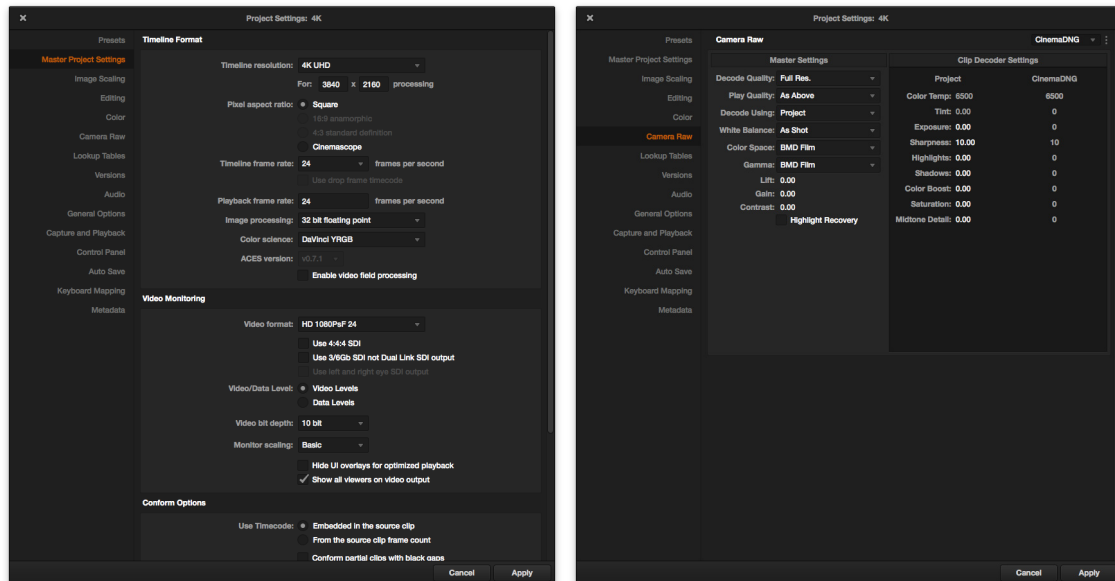 Project Settings: 4K
Presets
Master Project Settings
Image Scaling
Editing
Color
Camera Raw
Lookup Tables
Versions
Audio
General Options
Capture and Playback
Control Panel
Auto Save
Keyboard Mapping
Metadata
Timeline Format
Timeline resolution: 4K UHD
For: 3840 x 2160 processing
Pixel aspect ratio: Square
16:9 anamorphic
4:3 standard definition
Cinemascope
Timeline frame rate: 24 frames per second
Use drop frame timecode
Playback frame rate: 24 frames per second
Image processing: 32 bit floating point
Color science: DaVinci YRGB
ACES version: v0.7.1
Enable video field processing
Video Monitoring
Video format: HD 1080PsF 24
Use 4:4:4 SDI
Use 3/6Gb SDI not Dual Link SDI output
Use left and right eye SDI output
Video/Data Level: Video Levels
Data Levels
Video bit depth: 10 bit
Monitor scaling: Basic
Hide UI overlays for optimized playback
Show all viewers on video output
Conform Options
Use Timecode: Embedded in the source clip
From the source clip frame count
Conform partial clips with black gaps
Cancel Apply
Project Settings: 4K
Presets
Master Project Settings
Image Scaling
Editing
Color
Camera Raw
Lookup Tables
Versions
Audio
General Options
Capture and Playback
Control Panel
Auto Save
Keyboard Mapping
Metadata
Camera Raw CinemaDNG
Master Settings
Decode Quality: Full Res.
Play Quality: As Above
Decode Using: Project
White Balance: As Shot
Color Space: BMD Film
Gamma: BMD Film
Lift: 0.00
Gain: 0.00
Contrast: 0.00
Highlight Recovery
Clip Decoder Settings
Project CinemaDNG
Color Temp: 6500 6500
Tint: 0.00 0
Exposure: 0.00 0
Sharpness: 10.00 10
Highlights: 0.00 0
Shadows: 0.00 0
Color Boost: 0.00 0
Saturation: 0.00 0
Midtone Detail: 0.00 0
Cancel Apply